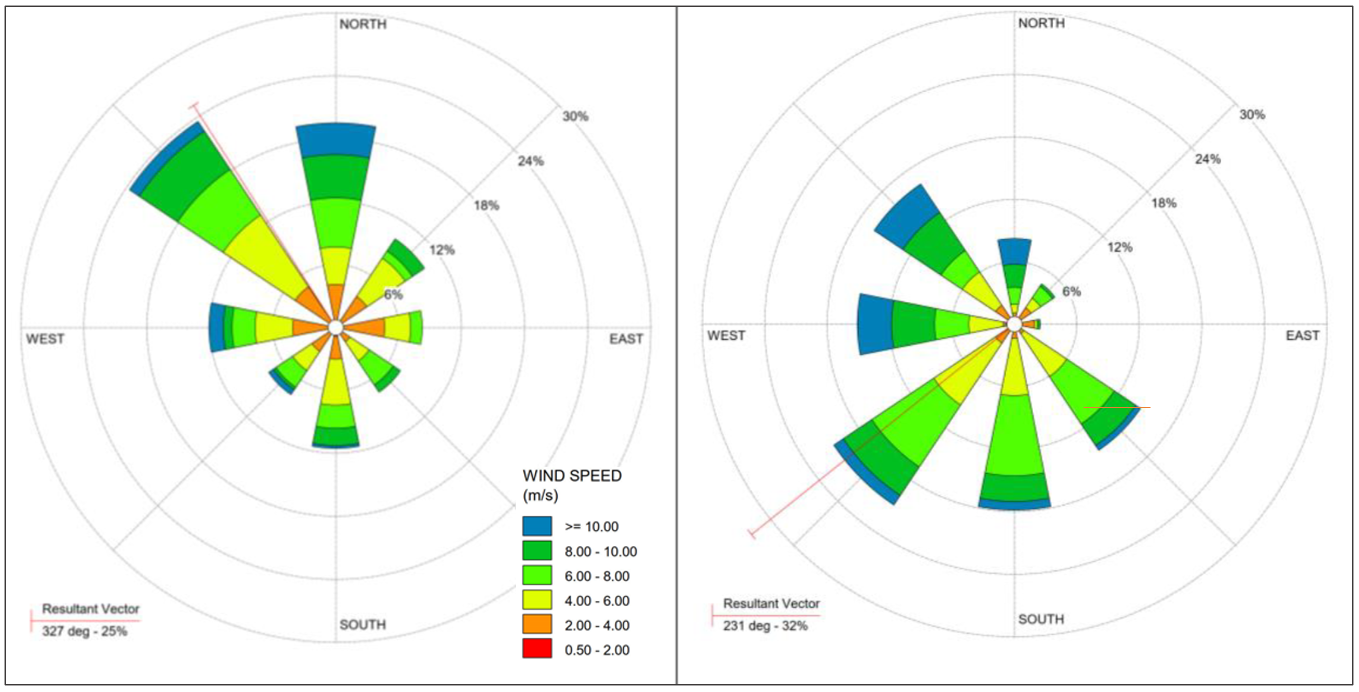 NORTH
30%
24%
18%
12%
6%
WEST
EAST
SOUTH
Resultant Vector
327 deg - 25%
WIND SPEED
(m/s)
>= 10.00
8.00 - 10.00
6.00 - 8.00
4.00 - 6.00
2.00 - 4.00
0.50 - 2.00
NORTH
30%
24%
18%
12%
6%
WEST
EAST
SOUTH
Resultant Vector
231 deg - 32%